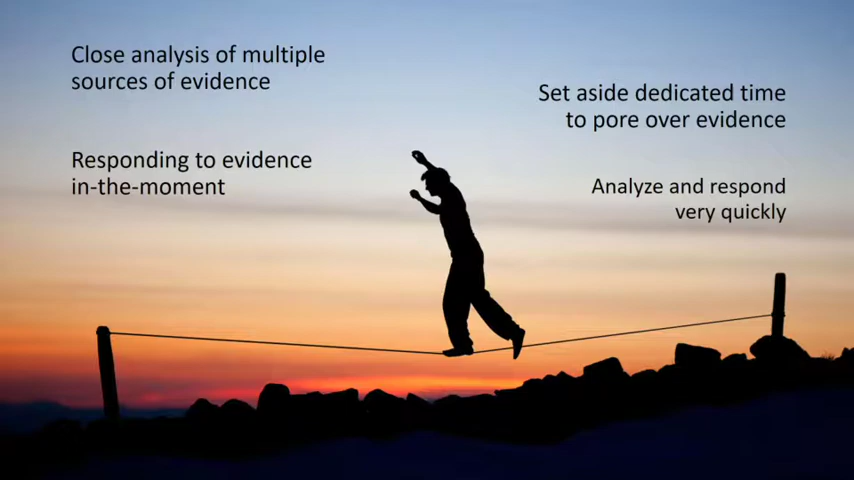 Close analysis of multiple
sources of evidence
Responding to evidence
in-the-moment
Set aside dedicated time
to pore over evidence
Analyze and respond
very quickly